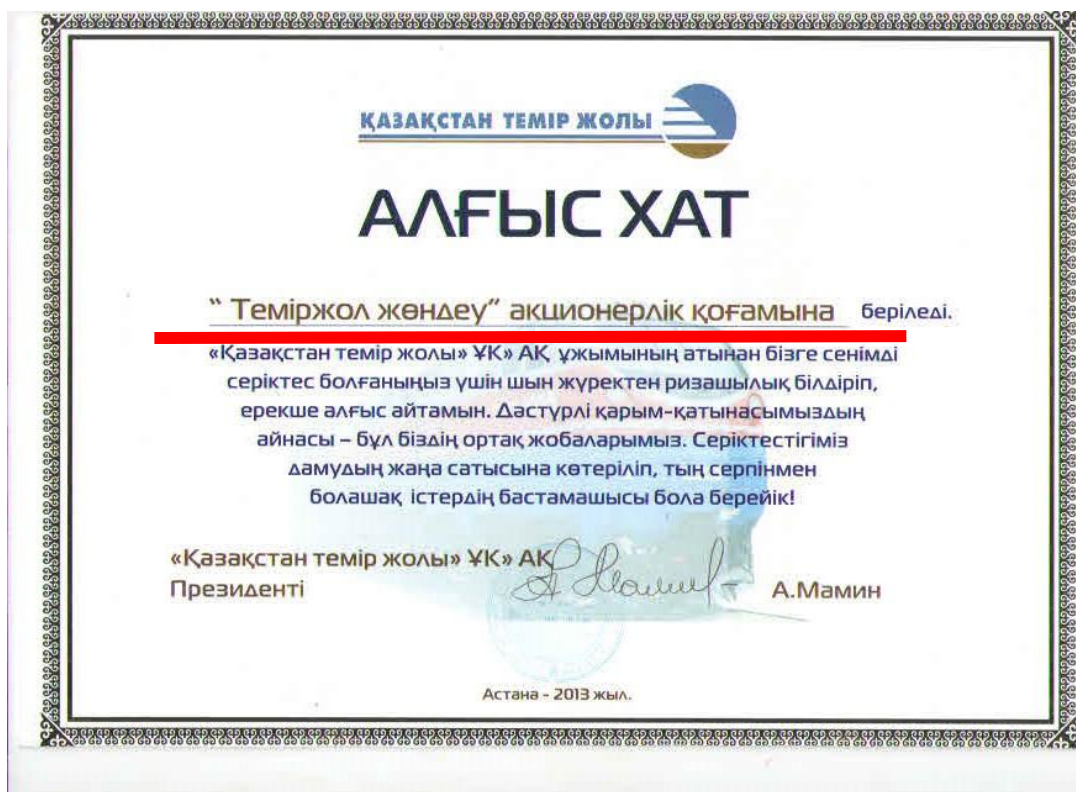 ҚАЗАҚСТАН ТЕМІР ЖОЛЫ
АЛҒЫС ХАТ
“ Теміржол жөндеу” акционерлік қоғамына беріледі.
«Қазақстан темір жолы» ҰК» АҚ ұжымының атынан бізге сенімді
серіктес болғаныңыз үшін шын жүректен ризашылық білдіріп,
ерекше алғыс айтамын. Дәстүрлі қарым-қатынасымыздың
айнасы – бұл біздің ортақ жобаларымыз. Серіктестігіміз
дамудың жаңа сатысына көтеріліп, тың серпінмен
болашақ істердің бастамашысы бола берейік!
«Қазақстан темір жолы» ҰК» АҚ
Президенті А.Мамин
Астана - 2013 жыл.